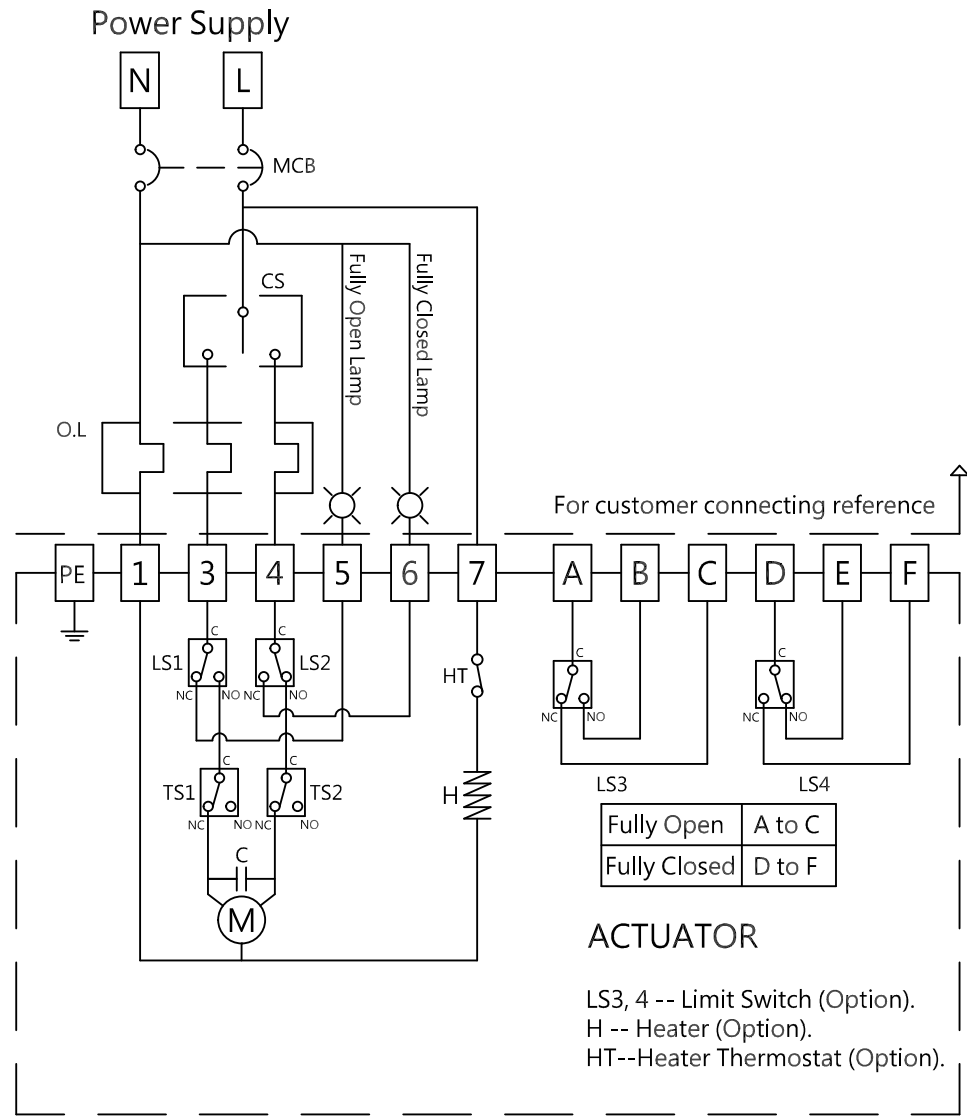 Power Supply
N
L
MCB
CS
Fully Open Lamp
Fully Closed Lamp
O.L
For customer connecting reference
PE
1
3
4
5
6
7
A
B
C
D
E
F
LS1
C
NC
NO
C
LS2
NC
NO
HT
C
NC
NO
C
NC
NO
TS1
C
NC
NO
C
TS2
NC
NO
H
LS3
LS4
Fully Open A to C
Fully Closed D to F
C
M
ACTUATOR
LS3, 4 -- Limit Switch (Option).
H -- Heater (Option).
HT--Heater Thermostat (Option).